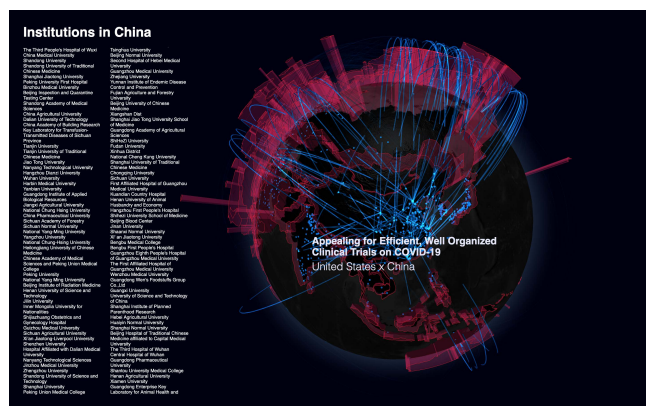 Institutions in China
The Third People's Hospital of Wuxi
China Medical University
Shandong University
Shandong University of Traditional
Chinese Medicine
Shanghai Jiaotong University
Peking University First Hospital
Binzhou Medical University
Beijing Inspection and Quarantine
Testing Center
Shandong Academy of Medical
Sciences
China Agricultural University
Dalian University of Technology
China Academy of Building Research
Key Laboratory for Transfusion-
Transmitted Diseases of Sichuan
Province
Tianjin University
Tianjin University of Traditional
Chinese Medicine
Jiao Tong University
Nanyang Technological University
Hangzhou Dianzi University
Wuhan University
Harbin Medical University
Yanbian University
Guangdong Institute of Applied
Biological Resources
Jiangxi Agricultural University
National Chung Hsing University
China Pharmaceutical University
Sichuan Academy of Forestry
Sichuan Normal University
National Yang Ming University
Yangzhou University
National Chung-Hsing University
Heilongjiang University of Chinese
Medicine
Chinese Academy of Medical
Sciences and Peking Union Medical
College
Peking University
National Yang Ming University
Beijing Institute of Radiation Medicine
Henan University of Science and
Technology
Jilin University
Inner Mongolia University for
Nationalities
Shijiazhuang Obstetrics and
Gynecology Hospital
Guizhou Medical University
Sichuan Agricultural University
Xi'an Jiaotong-Liverpool University
Shenzhen University
Hospital Affiliated with Dalian Medical
University
Nanyang Technological Sciences
Jinzhou Medical University
Zhengzhou University
Shandong University of Science and
Technology
Shanghai University
Peking Union Medical College
Tsinghua University
Beijing Normal University
Second Hospital of Hebei Medical
University
Guangzhou Medical University
Zhejiang University
Yunnan Institute of Endemic Disease
Control and Prevention
Fujian Agriculture and Forestry
University
Beijing University of Chinese
Medicine
Xiangshan Dist
Shanghai Jiao Tong University School
of Medicine
Guangdong Academy of Agricultural
Sciences
ShiHeZi University
Fudan University
Xinhua District
National Cheng Kung University
Shanghai University of Traditional
Chinese Medicine
Chongqing University
Sichuan University
First Affiliated Hospital of Guangzhou
Medical University
Kuandian Country Hospital
Henan University of Animal
Husbandry and Economy
Hangzhou First People's Hospital
Shihezi University School of Medicine
Beijing Blood Center
Jinan University
Shaanxi Normal University
Xi'an Jiaotong University
Bengbu Medical College
Bengbu First People's Hospital
Guangzhou Eighth People's Hospital
of Guangzhou Medical University
The First Affiliated Hospital of
Guangzhou Medical University
Wenzhou Medical University
Guangdong Wen's Foodstuffs Group
Co.,Ltd
Guangxi University
University of Science and Technology
of China
Shanghai Institute of Planned
Parenthood Research
Hebei Agricultural University
Huaiyin Normal University
Shanghai Normal University
Beijing Hospital of Traditional Chinese
Medicine affiliated to Capital Medical
University
The Third Hospital of Wuhan
Central Hospital of Wuhan
Guangdong Pharmaceutical
University
Shantou University Medical College
Henan Agricultural University
Xiamen University
Guangdong Enterprise Key
Laboratory for Animal Health and
Appealing for Efficient, Well Organized
Clinical Trials on COVID-19
United States x China